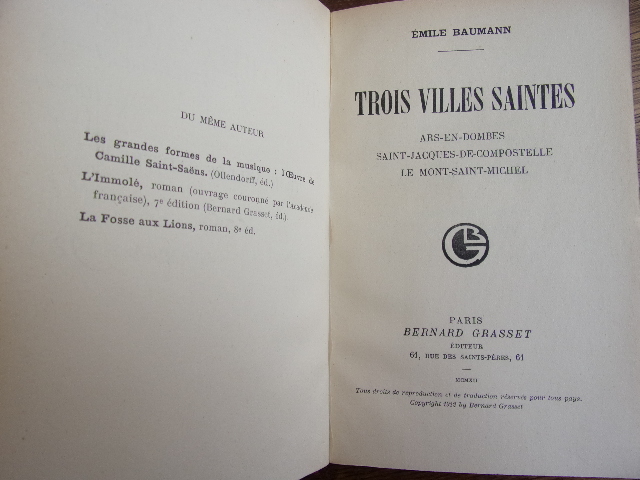 DU MÊME AUTEUR
Les grandes formes de la musique : l'Œuvre de
Camille Saint-Saëns. (Ollendorff, éd.)
L'Immolé, roman (ouvrage couronné par l'Académie
française), 7e édition (Bernard Grasset, éd.)
La Fosse aux Lions, roman, 8e éd.
ÉMILE BAUMANN
TROIS VILLES SAINTES
ARS-EN-DOMBES
SAINT-JACQUES-DE-COMPOSTELLE
LE MONT-SAINT-MICHEL
BG
PARIS
BERNARD GRASSET
ÉDITEUR
61, RUE DES SAINTS-PÈRES, 61
MCMXII
Tous droits de reproduction et de traduction réservés pour tous pays.
Copyright 1912 by Bernard Grasset